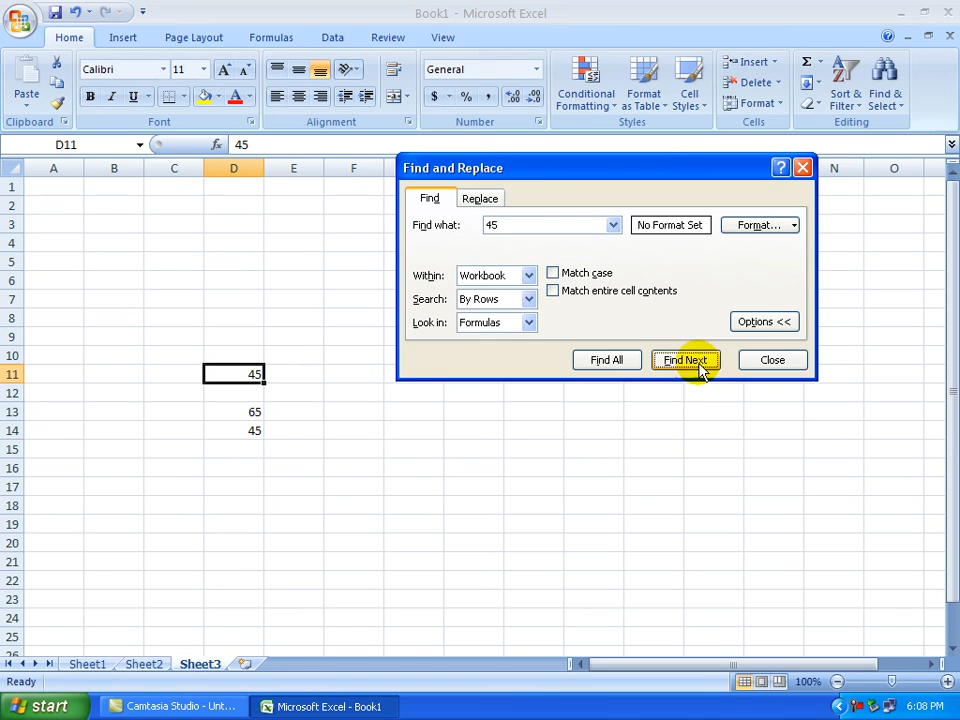 Book1 - Microsoft Excel
Home Insert Page Layout Formulas Data Review View
Paste
Clipboard
Calibri 11 A A
B I U A
Font
Alignment
General
$ % , .00 .0
Number
Conditional Formatting
Format as Table
Cell Styles
Styles
Insert
Delete
Format
Cells
Σ
Sort & Filter
Find & Select
Editing
D11 fx 45
A B C D E F N O
1
2
3
4
5
6
7
8
9
10
11 45
12
13 65
14 45
15
16
17
18
19
20
21
22
23
24
25
26
Find and Replace
Find Replace
Find what: 45 No Format Set Format...
Within: Workbook Match case
Search: By Rows Match entire cell contents
Look in: Formulas Options <<
Find All Find Next Close
Sheet1 Sheet2 Sheet3
Ready 100%
start Camtasia Studio - Unt... Microsoft Excel - Book1 6:08 PM